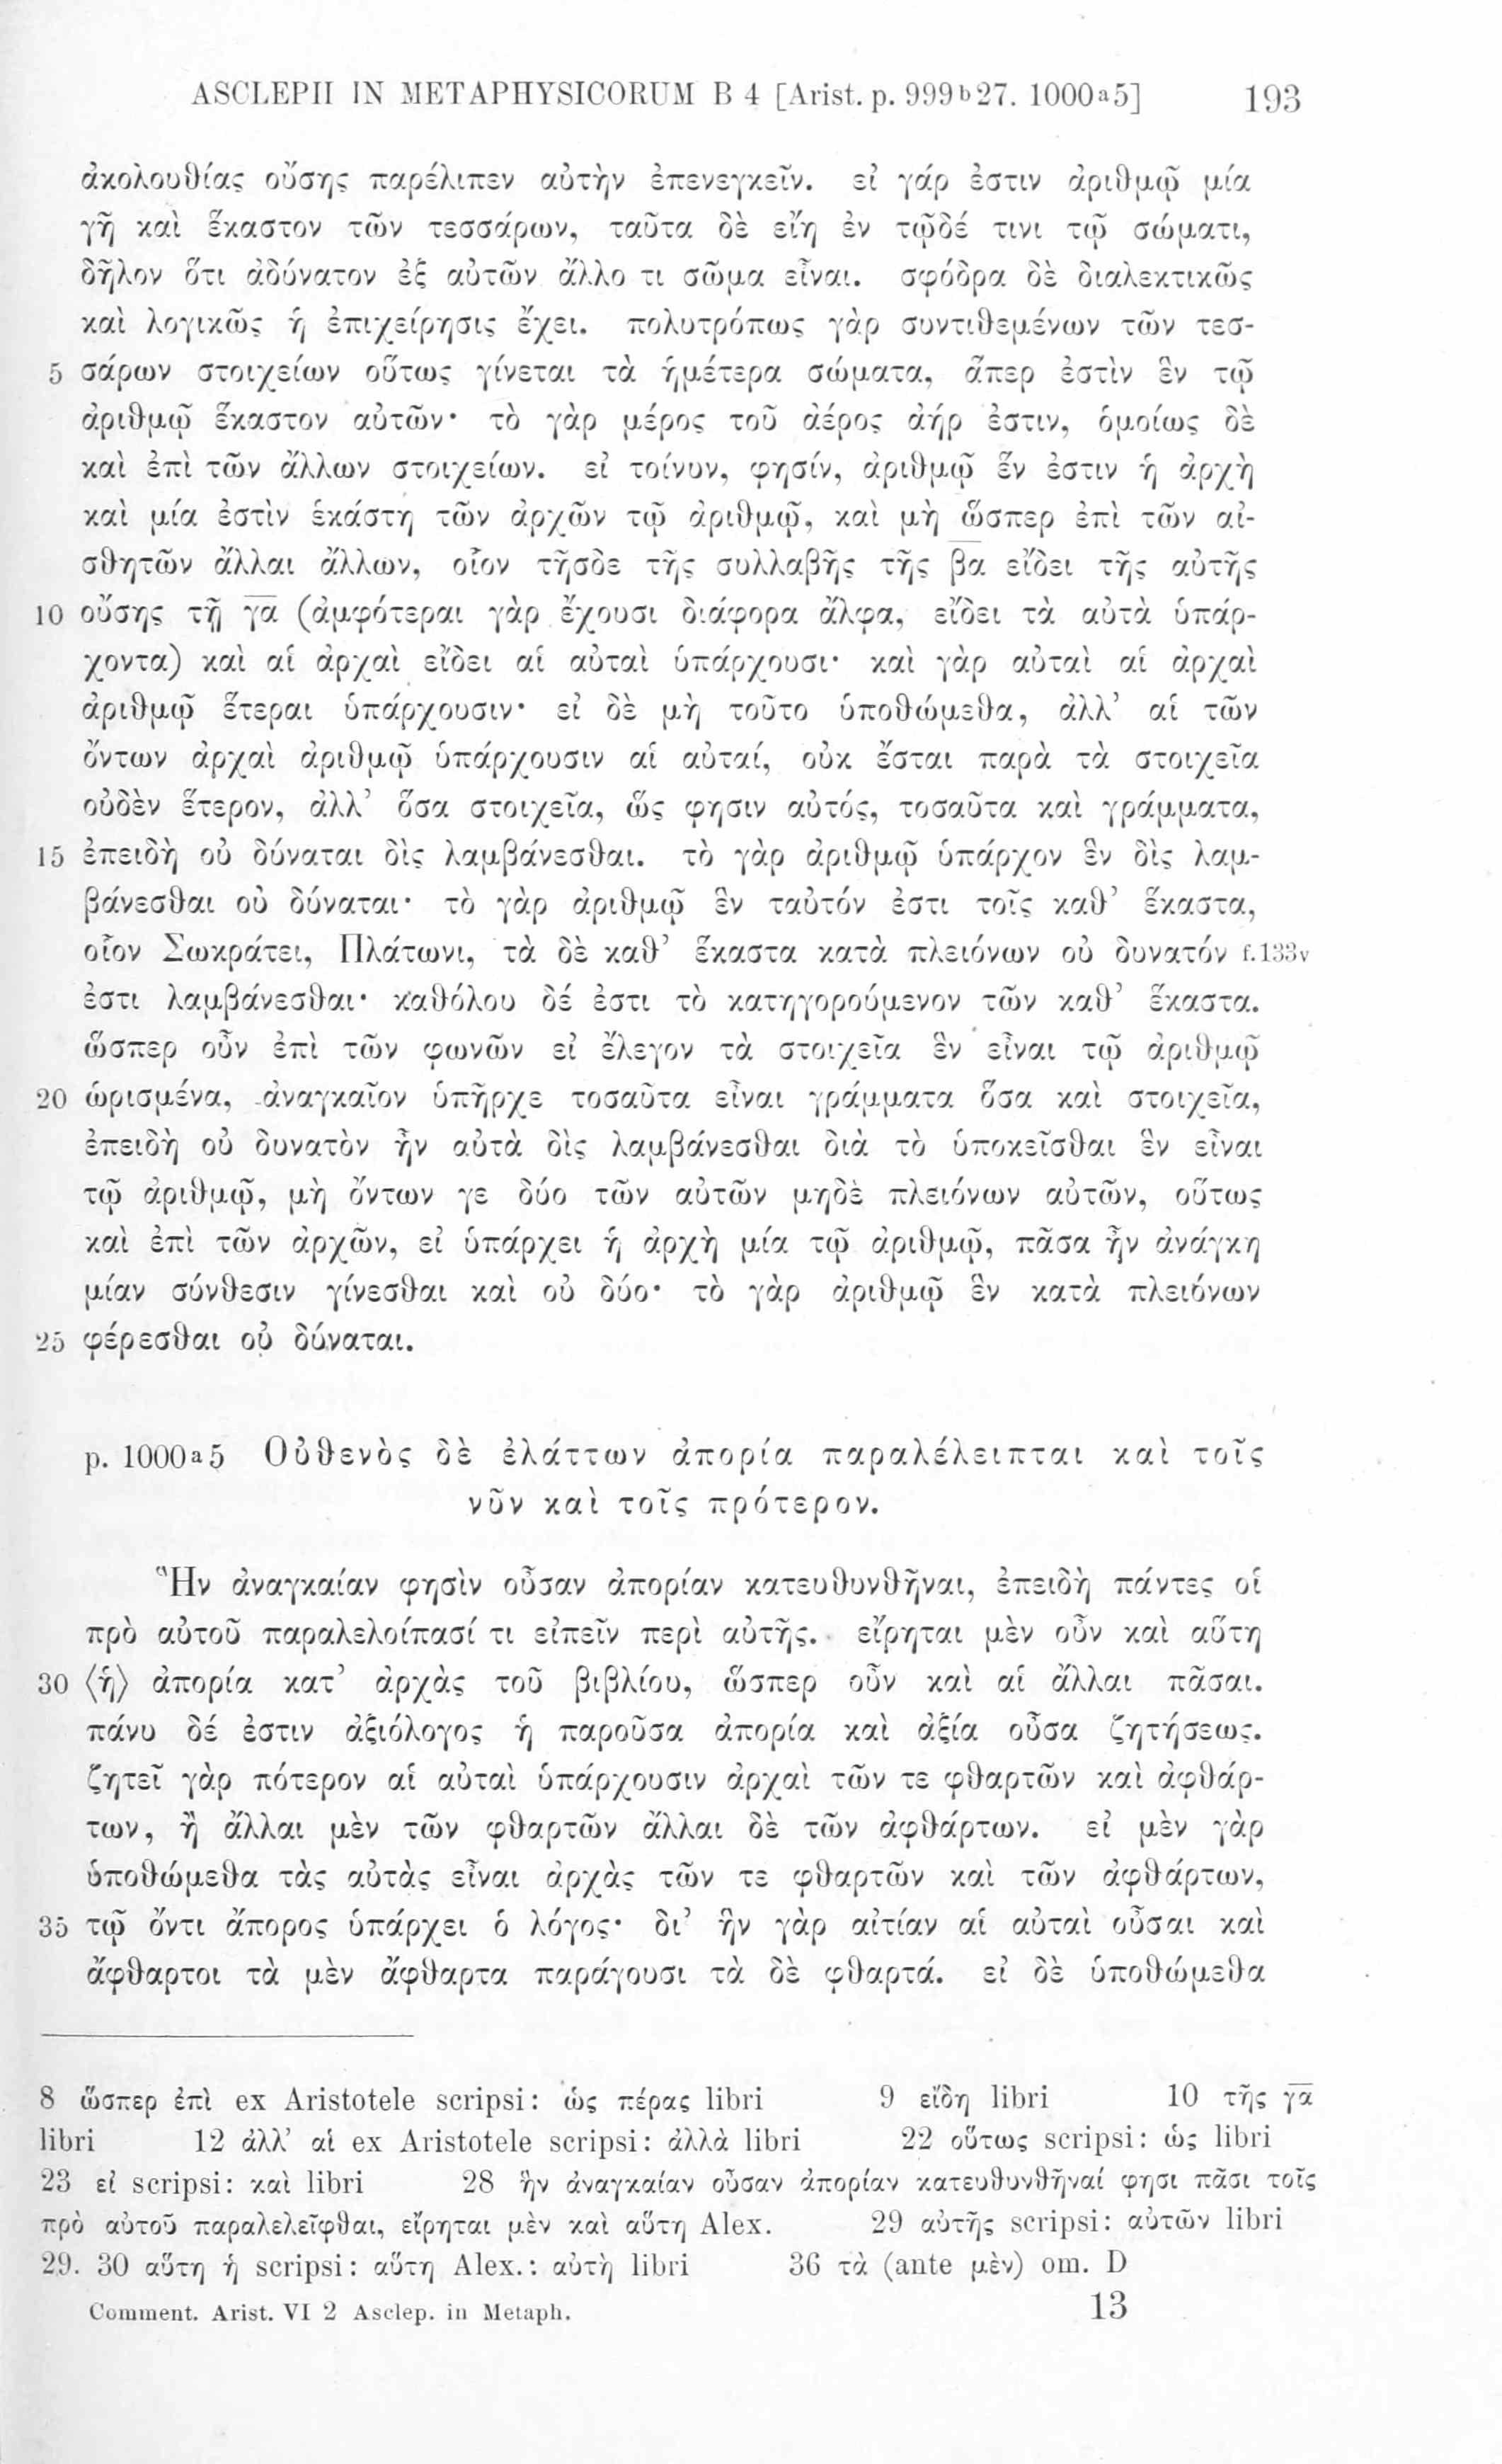 ASCLEPII IN METAPHYSICORUM B 4 [Arist. p. 999ᵇ27. 1000ᵃ5] 193
ἀκολουθίας οὔσης παρέλιπεν αὐτὴν ἐπενεγκεῖν. εἰ γάρ ἐστιν ἀριθμῷ μία
γῆ καὶ ἕκαστον τῶν τεσσάρων, ταῦτα δὲ εἴη ἐν τῷδέ τινι τῷ σώματι,
δῆλον ὅτι ἀδύνατον ἐξ αὐτῶν ἄλλο τι σῶμα εἶναι. σφόδρα δὲ διαλεκτικῶς
καὶ λογικῶς ἡ ἐπιχείρησις ἔχει. πολυτρόπως γὰρ συντιθεμένων τῶν τεσ-
5 σάρων στοιχείων οὕτως γίνεται τὰ ἡμέτερα σώματα, ἅπερ ἐστὶν ἓν τῷ
ἀριθμῷ ἕκαστον αὐτῶν· τὸ γὰρ μέρος τοῦ ἀέρος ἀήρ ἐστιν, ὁμοίως δὲ
καὶ ἐπὶ τῶν ἄλλων στοιχείων. εἰ τοίνυν, φησίν, ἀριθμῷ ἕν ἐστιν ἡ ἀρχὴ
καὶ μία ἐστὶν ἑκάστη τῶν ἀρχῶν τῷ ἀριθμῷ, καὶ μὴ ὥσπερ ἐπὶ τῶν αἰ-
σθητῶν ἄλλαι ἄλλων, οἷον τῆσδε τῆς συλλαβῆς τῆς βα εἴδει τῆς αὐτῆς
10 οὔσης τῇ γα (ἀμφότεραι γὰρ ἔχουσι διάφορα ἄλφα, εἴδει τὰ αὐτὰ ὑπάρ-
χοντα) καὶ αἱ ἀρχαὶ εἴδει αἱ αὐταὶ ὑπάρχουσι· καὶ γὰρ αὐταὶ αἱ ἀρχαὶ
ἀριθμῷ ἕτεραι ὑπάρχουσιν· εἰ δὲ μὴ τοῦτο ὑποθώμεθα, ἀλλ’ αἱ τῶν
ὄντων ἀρχαὶ ἀριθμῷ ὑπάρχουσιν αἱ αὐταί, οὐκ ἔσται παρὰ τὰ στοιχεῖα
οὐδὲν ἕτερον, ἀλλ’ ὅσα στοιχεῖα, ὥς φησιν αὐτός, τοσαῦτα καὶ γράμματα,
15 ἐπειδὴ οὐ δύναται δὶς λαμβάνεσθαι. τὸ γὰρ ἀριθμῷ ὑπάρχον ἓν δὶς λαμ-
βάνεσθαι οὐ δύναται· τὸ γὰρ ἀριθμῷ ἓν ταὐτόν ἐστι τοῖς καθ’ ἕκαστα,
οἷον Σωκράτει, Πλάτωνι, τὰ δὲ καθ’ ἕκαστα κατὰ πλειόνων οὐ δυνατόν f.133v
ἐστι λαμβάνεσθαι· καθόλου δέ ἐστι τὸ κατηγορούμενον τῶν καθ’ ἕκαστα.
ὥσπερ οὖν ἐπὶ τῶν φωνῶν εἰ ἔλεγον τὰ στοιχεῖα ἓν εἶναι τῷ ἀριθμῷ
20 ὡρισμένα, ἀναγκαῖον ὑπῆρχε τοσαῦτα εἶναι γράμματα ὅσα καὶ στοιχεῖα,
ἐπειδὴ οὐ δυνατὸν ἦν αὐτὰ δὶς λαμβάνεσθαι διὰ τὸ ὑποκεῖσθαι ἓν εἶναι
τῷ ἀριθμῷ, μὴ ὄντων γε δύο τῶν αὐτῶν μηδὲ πλειόνων αὐτῶν, οὕτως
καὶ ἐπὶ τῶν ἀρχῶν, εἰ ὑπάρχει ἡ ἀρχὴ μία τῷ ἀριθμῷ, πᾶσα ἦν ἀνάγκη
μίαν σύνθεσιν γίνεσθαι καὶ οὐ δύο· τὸ γὰρ ἀριθμῷ ἓν κατὰ πλειόνων
25 φέρεσθαι οὐ δύναται.
p. 1000ᵃ5 Οὐθενὸς δὲ ἐλάττων ἀπορία παραλέλειπται καὶ τοῖς
νῦν καὶ τοῖς πρότερον.
Ἣν ἀναγκαίαν φησὶν οὖσαν ἀπορίαν κατευθυνθῆναι, ἐπειδὴ πάντες οἱ
πρὸ αὐτοῦ παραλελοίπασί τι εἰπεῖν περὶ αὐτῆς. εἴρηται μὲν οὖν καὶ αὕτη
30 ⟨ἡ⟩ ἀπορία κατ’ ἀρχὰς τοῦ βιβλίου, ὥσπερ οὖν καὶ αἱ ἄλλαι πᾶσαι.
πάνυ δέ ἐστιν ἀξιόλογος ἡ παροῦσα ἀπορία καὶ ἀξία οὖσα ζητήσεως.
ζητεῖ γὰρ πότερον αἱ αὐταὶ ὑπάρχουσιν ἀρχαὶ τῶν τε φθαρτῶν καὶ ἀφθάρ-
των, ἢ ἄλλαι μὲν τῶν φθαρτῶν ἄλλαι δὲ τῶν ἀφθάρτων. εἰ μὲν γὰρ
ὑποθώμεθα τὰς αὐτὰς εἶναι ἀρχὰς τῶν τε φθαρτῶν καὶ τῶν ἀφθάρτων,
35 τῷ ὄντι ἄπορος ὑπάρχει ὁ λόγος· δι’ ἣν γὰρ αἰτίαν αἱ αὐταὶ οὖσαι καὶ
ἄφθαρτοι τὰ μὲν ἄφθαρτα παράγουσι τὰ δὲ φθαρτά. εἰ δὲ ὑποθώμεθα
8 ὥσπερ ἐπὶ ex Aristotele scripsi: ὡς πέρας libri 9 εἴδη libri 10 τῆς γα
libri 12 ἀλλ’ αἱ ex Aristotele scripsi: ἀλλὰ libri 22 οὕτως scripsi: ὡς libri
23 εἰ scripsi: καὶ libri 28 ἣν ἀναγκαίαν οὖσαν ἀπορίαν κατευθυνθῆναί φησι πᾶσι τοῖς
πρὸ αὐτοῦ παραλελεῖφθαι, εἴρηται μὲν καὶ αὕτη Alex. 29 αὐτῆς scripsi: αὐτῶν libri
29. 30 αὕτη ἡ scripsi: αὕτη Alex.: αὐτὴ libri 36 τὰ (ante μὲν) om. D
Comment. Arist. VI 2 Asclep. in Metaph. 13